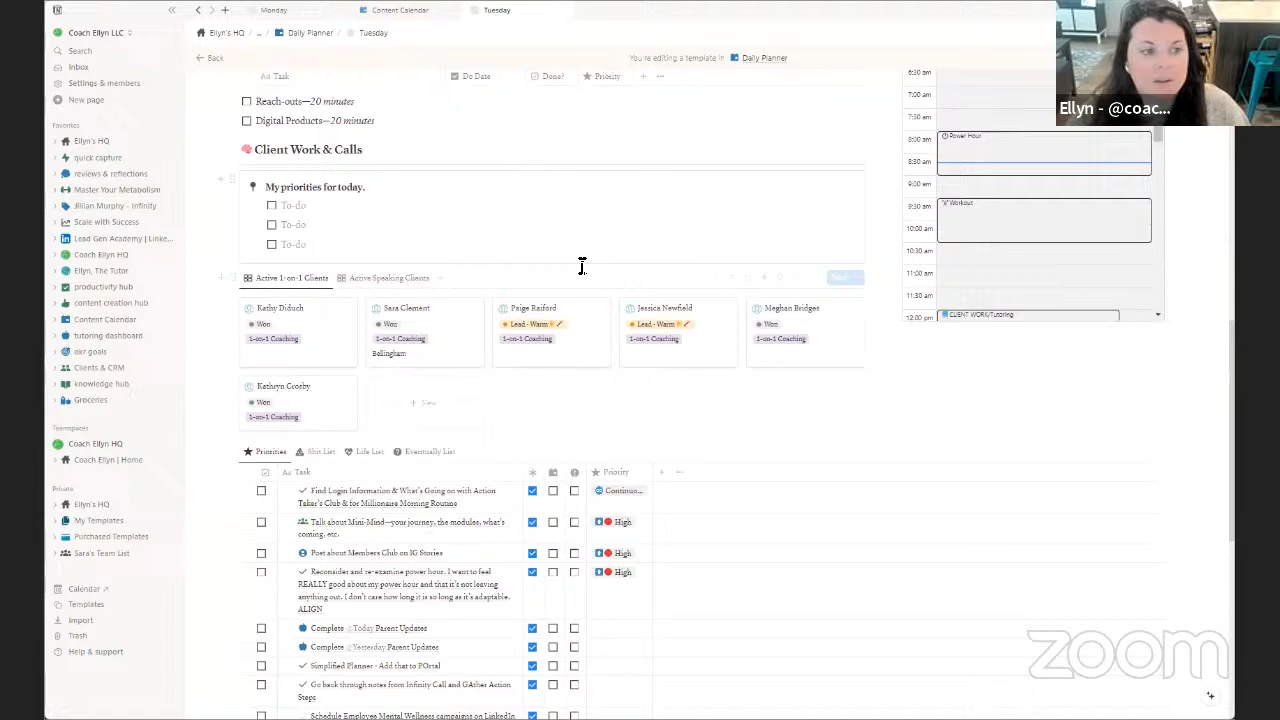 Monday
Content Calendar
Tuesday
Coach Ellyn LLC
Ellyn's HQ / ... / Daily Planner / Tuesday
Search
Inbox
Settings & members
New page
Back
You're editing a template in Daily Planner
Favorites
Ellyn's HQ
quick capture
reviews & reflections
Master Your Metabolism
Jillian Murphy - Infinity
Scale with Success
Lead Gen Academy | Linke...
Coach Ellyn HQ
Ellyn, The Tutor
productivity hub
content creation hub
Content Calendar
tutoring dashboard
okr goals
Clients & CRM
knowledge hub
Groceries
Teamspaces
Coach Ellyn HQ
Coach Ellyn | Home
Private
Ellyn's HQ
My Templates
Purchased Templates
Sara's Team List
Calendar
Templates
Import
Trash
Help & support
Aa Task
Do Date
Done?
Priority
Reach-outs—20 minutes
Digital Products—20 minutes
Client Work & Calls
My priorities for today.
To-do
To-do
To-do
Active 1-on-1 Clients
Active Speaking Clients
Kathy Diduch
Won
1-on-1 Coaching
Sara Clement
Won
1-on-1 Coaching
Bellingham
Paige Raiford
Lead - Warm
1-on-1 Coaching
Jessica Newfield
Lead - Warm
1-on-1 Coaching
Meghan Bridges
Won
1-on-1 Coaching
Kathryn Crosby
Won
1-on-1 Coaching
New
Priorities
Shit List
Life List
Eventually List
Aa Task
Priority
Find Login Information & What's Going on with Action
Taker's Club & for Millionaire Morning Routine
Continuo...
Talk about Mini-Mind—your journey, the modules, what's
coming, etc.
High
Post about Members Club on IG Stories
High
Reconsider and re-examine power hour. I want to feel
REALLY good about my power hour and that it's not leaving
anything out. I don't care how long it is so long as it's adaptable.
ALIGN
High
Complete Today Parent Updates
Complete Yesterday Parent Updates
Simplified Planner - Add that to POrtal
Go back through notes from Infinity Call and GAther Action
Steps
Schedule Employee Mental Wellness campaigns on LinkedIn
6:30 am
7:00 am
7:30 am
8:00 am
Power Hour
8:30 am
9:00 am
9:30 am
Workout
10:00 am
10:30 am
11:00 am
11:30 am
12:00 pm
CLIENT WORK/Tutoring
Ellyn - @coac...
zoom